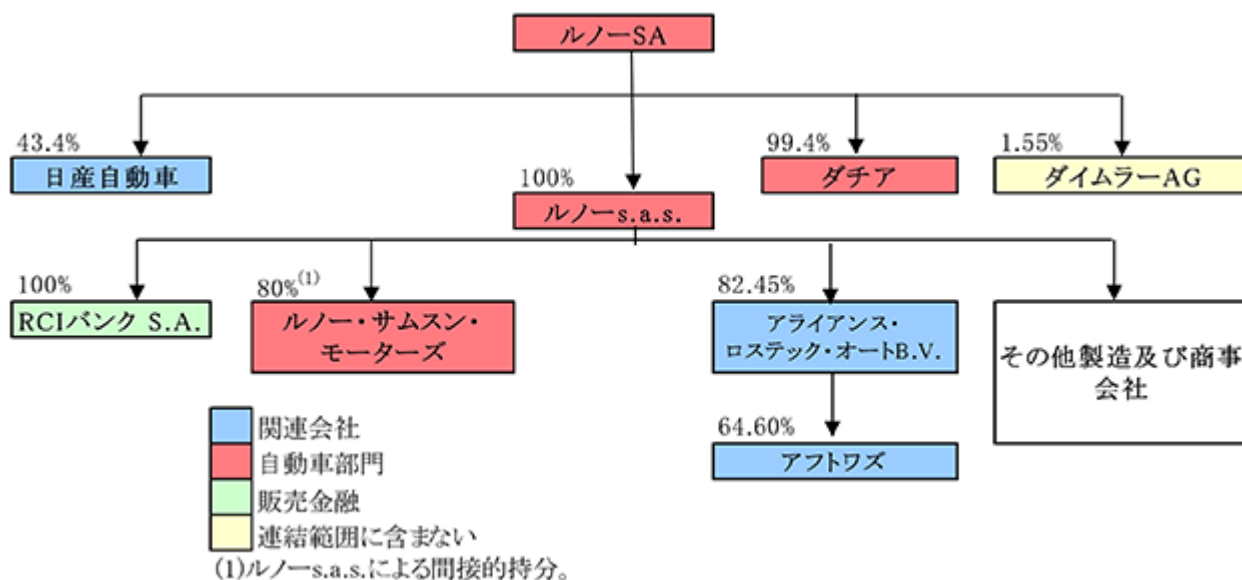 ルノーSA
43.4%
日産自動車
99.4%
ダチア
1.55%
ダイムラーAG
100%
ルノーs.a.s.
100%
RCIバンク S.A.
80%(1)
ルノー・サムスン・
モーターズ
82.45%
アライアンス・
ロステック・オートB.V.
その他製造及び商事
会社
64.60%
アフトワズ
関連会社
自動車部門
販売金融
連結範囲に含まない
(1)ルノーs.a.s.による間接的持分。